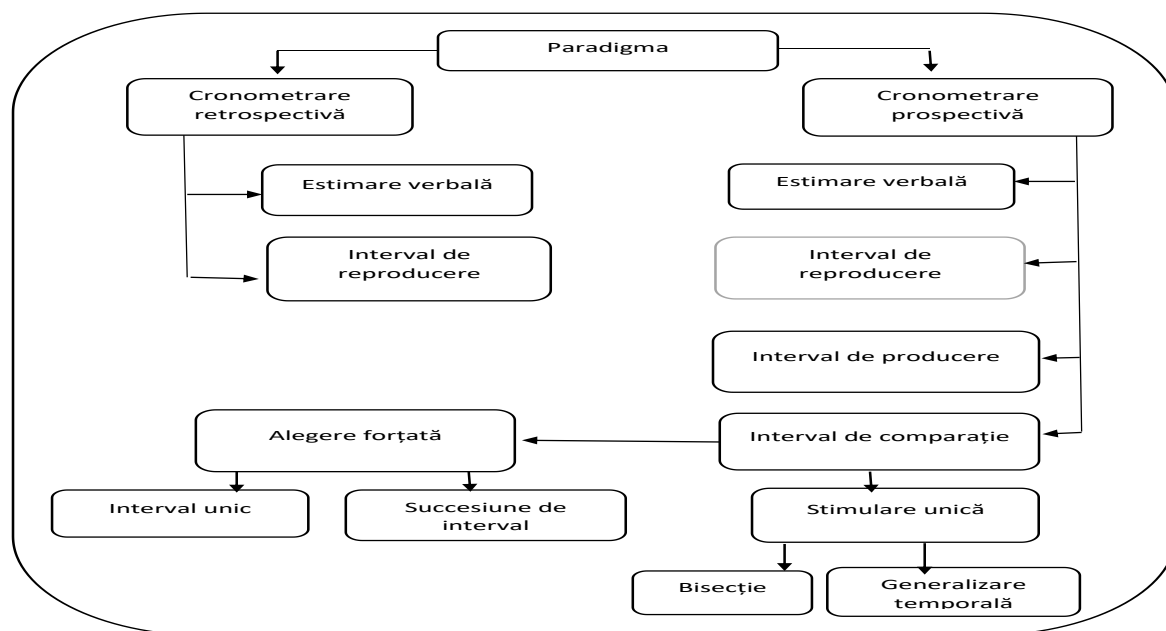 Paradigma
Cronometrare
retrospectivă
Cronometrare
prospectivă
Estimare verbală
Estimare verbală
Interval de
reproducere
Interval de
reproducere
Interval de producere
Alegere forțată
Interval de comparație
Interval unic
Succesiune de
interval
Stimulare unică
Bisecție
Generalizare
temporală